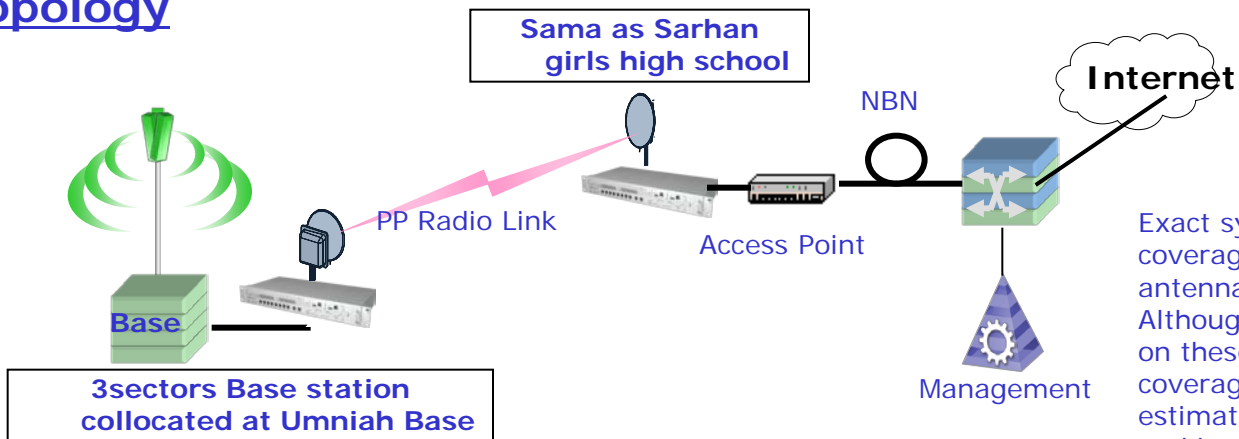 opology
Sama as Sarhan
girls high school
Internet
NBN
PP Radio Link
Access Point
Base
Management
3sectors Base station
collocated at Umniah Base
Exact sy
coverag
antenna
Althoug
on these
coverag
estimat